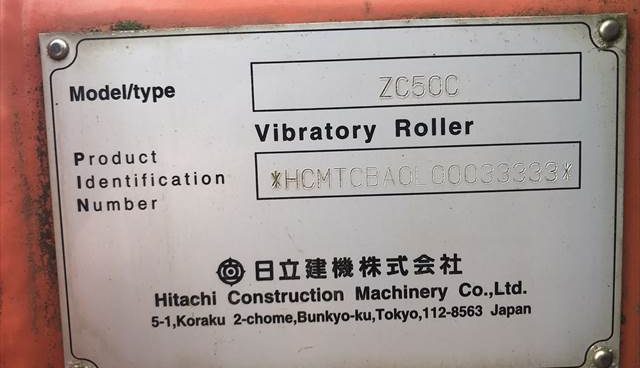 Model/type ZC50C
Vibratory Roller
Product
Identification *HCMTCBA0L00033333*
Number
日立建機株式会社
Hitachi Construction Machinery Co.,Ltd.
5-1,Koraku 2-chome,Bunkyo-ku,Tokyo,112-8563 Japan